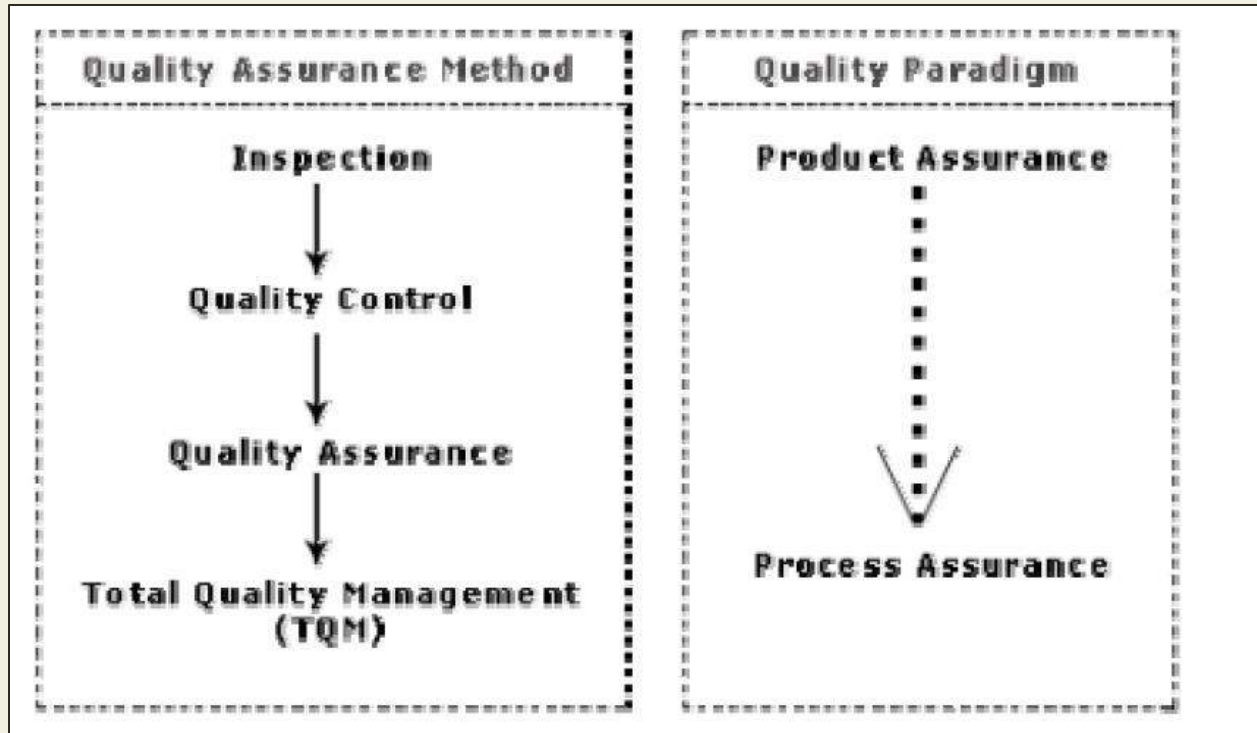 Quality Assurance Method
Inspection
Quality Control
Quality Assurance
Total Quality Management
(TQM)
Quality Paradigm
Product Assurance
Process Assurance